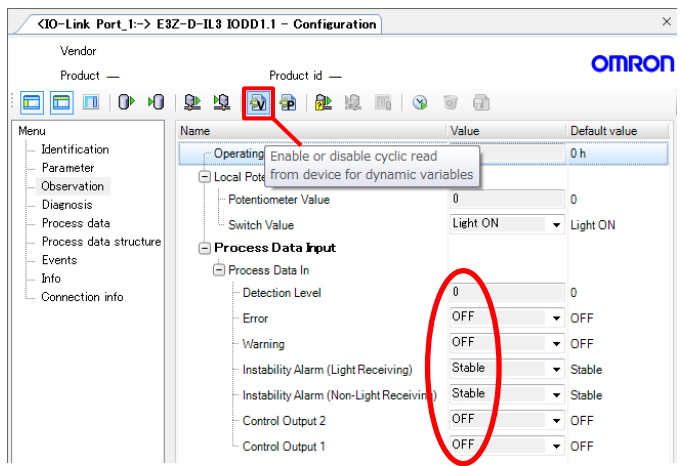 <IO-Link Port_1:-> E3Z-D-IL3 IODD1.1 - Configuration
Vendor
Product —
Product id —
OMRON
Menu
Identification
Parameter
Observation
Diagnosis
Process data
Process data structure
Events
Info
Connection info
Name Value Default value
Operating 0 h
Enable or disable cyclic read
from device for dynamic variables
Local Pote
Potentiometer Value 0 0
Switch Value Light ON Light ON
Process Data Input
Process Data In
Detection Level 0 0
Error OFF OFF
Warning OFF OFF
Instability Alarm (Light Receiving) Stable Stable
Instability Alarm (Non-Light Receiving) Stable Stable
Control Output 2 OFF OFF
Control Output 1 OFF OFF